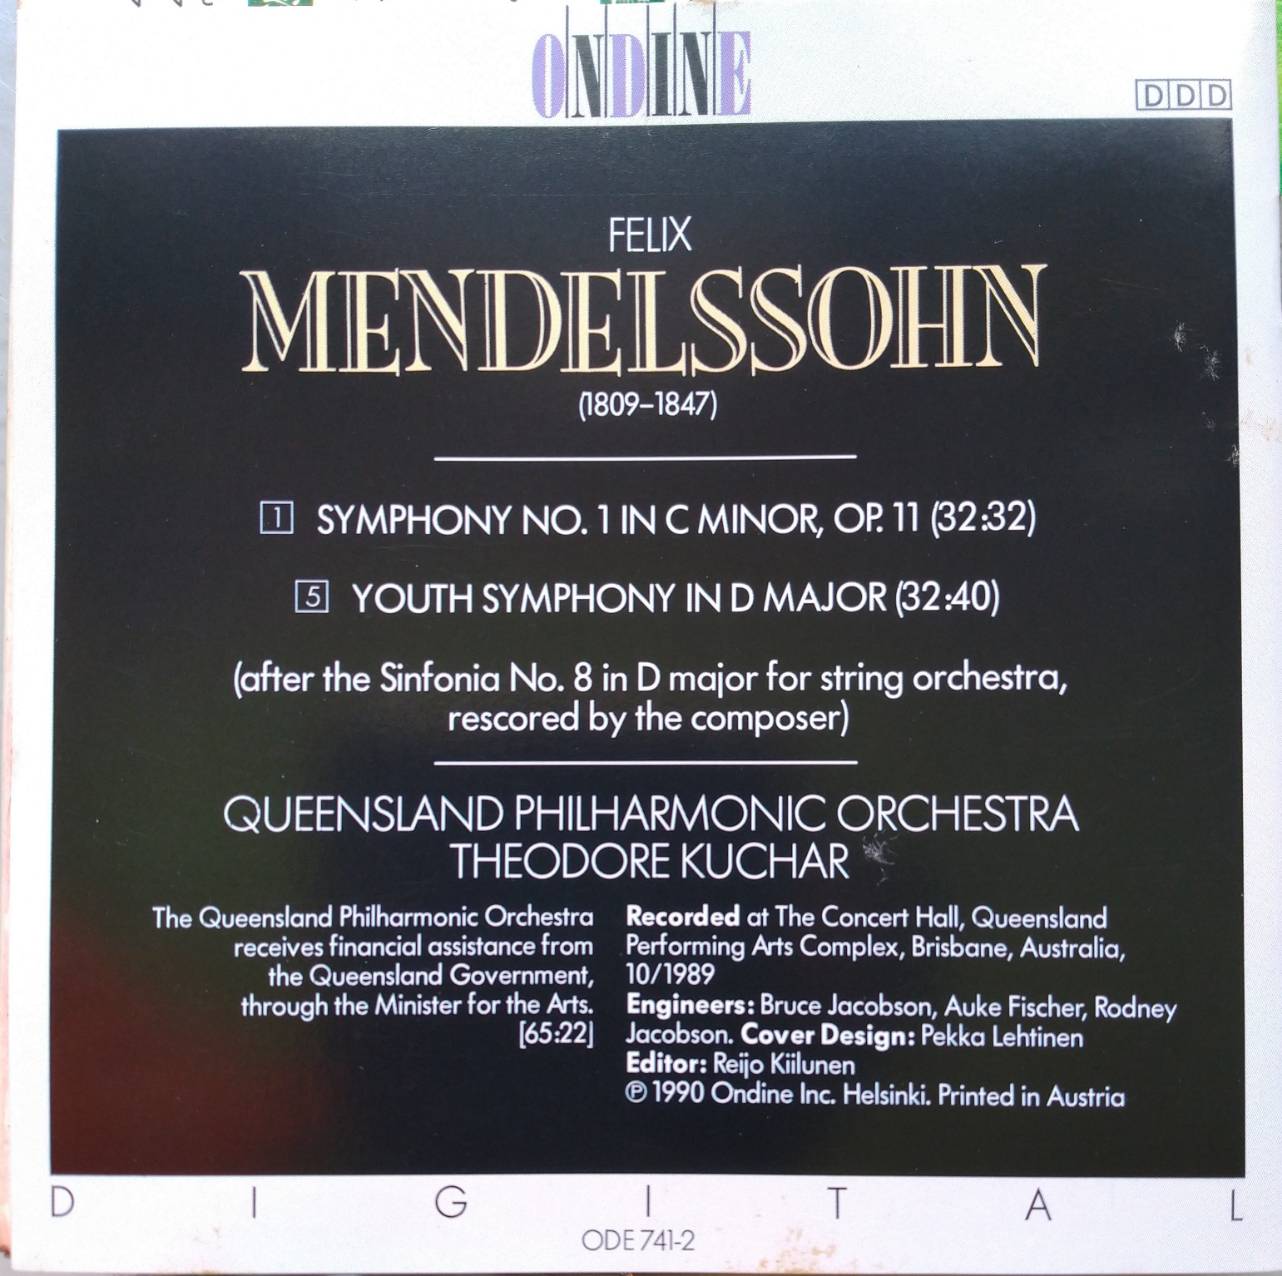 ONDINE
DDD
FELIX
MENDELSSOHN
(1809–1847)
1 SYMPHONY NO. 1 IN C MINOR, OP. 11 (32:32)
5 YOUTH SYMPHONY IN D MAJOR (32:40)
(after the Sinfonia No. 8 in D major for string orchestra,
rescored by the composer)
QUEENSLAND PHILHARMONIC ORCHESTRA
THEODORE KUCHAR
The Queensland Philharmonic Orchestra
receives financial assistance from
the Queensland Government,
through the Minister for the Arts.
[65:22]
Recorded at The Concert Hall, Queensland
Performing Arts Complex, Brisbane, Australia,
10/1989
Engineers: Bruce Jacobson, Auke Fischer, Rodney
Jacobson. Cover Design: Pekka Lehtinen
Editor: Reijo Kiilunen
℗ 1990 Ondine Inc. Helsinki. Printed in Austria
DIGITAL
ODE 741-2